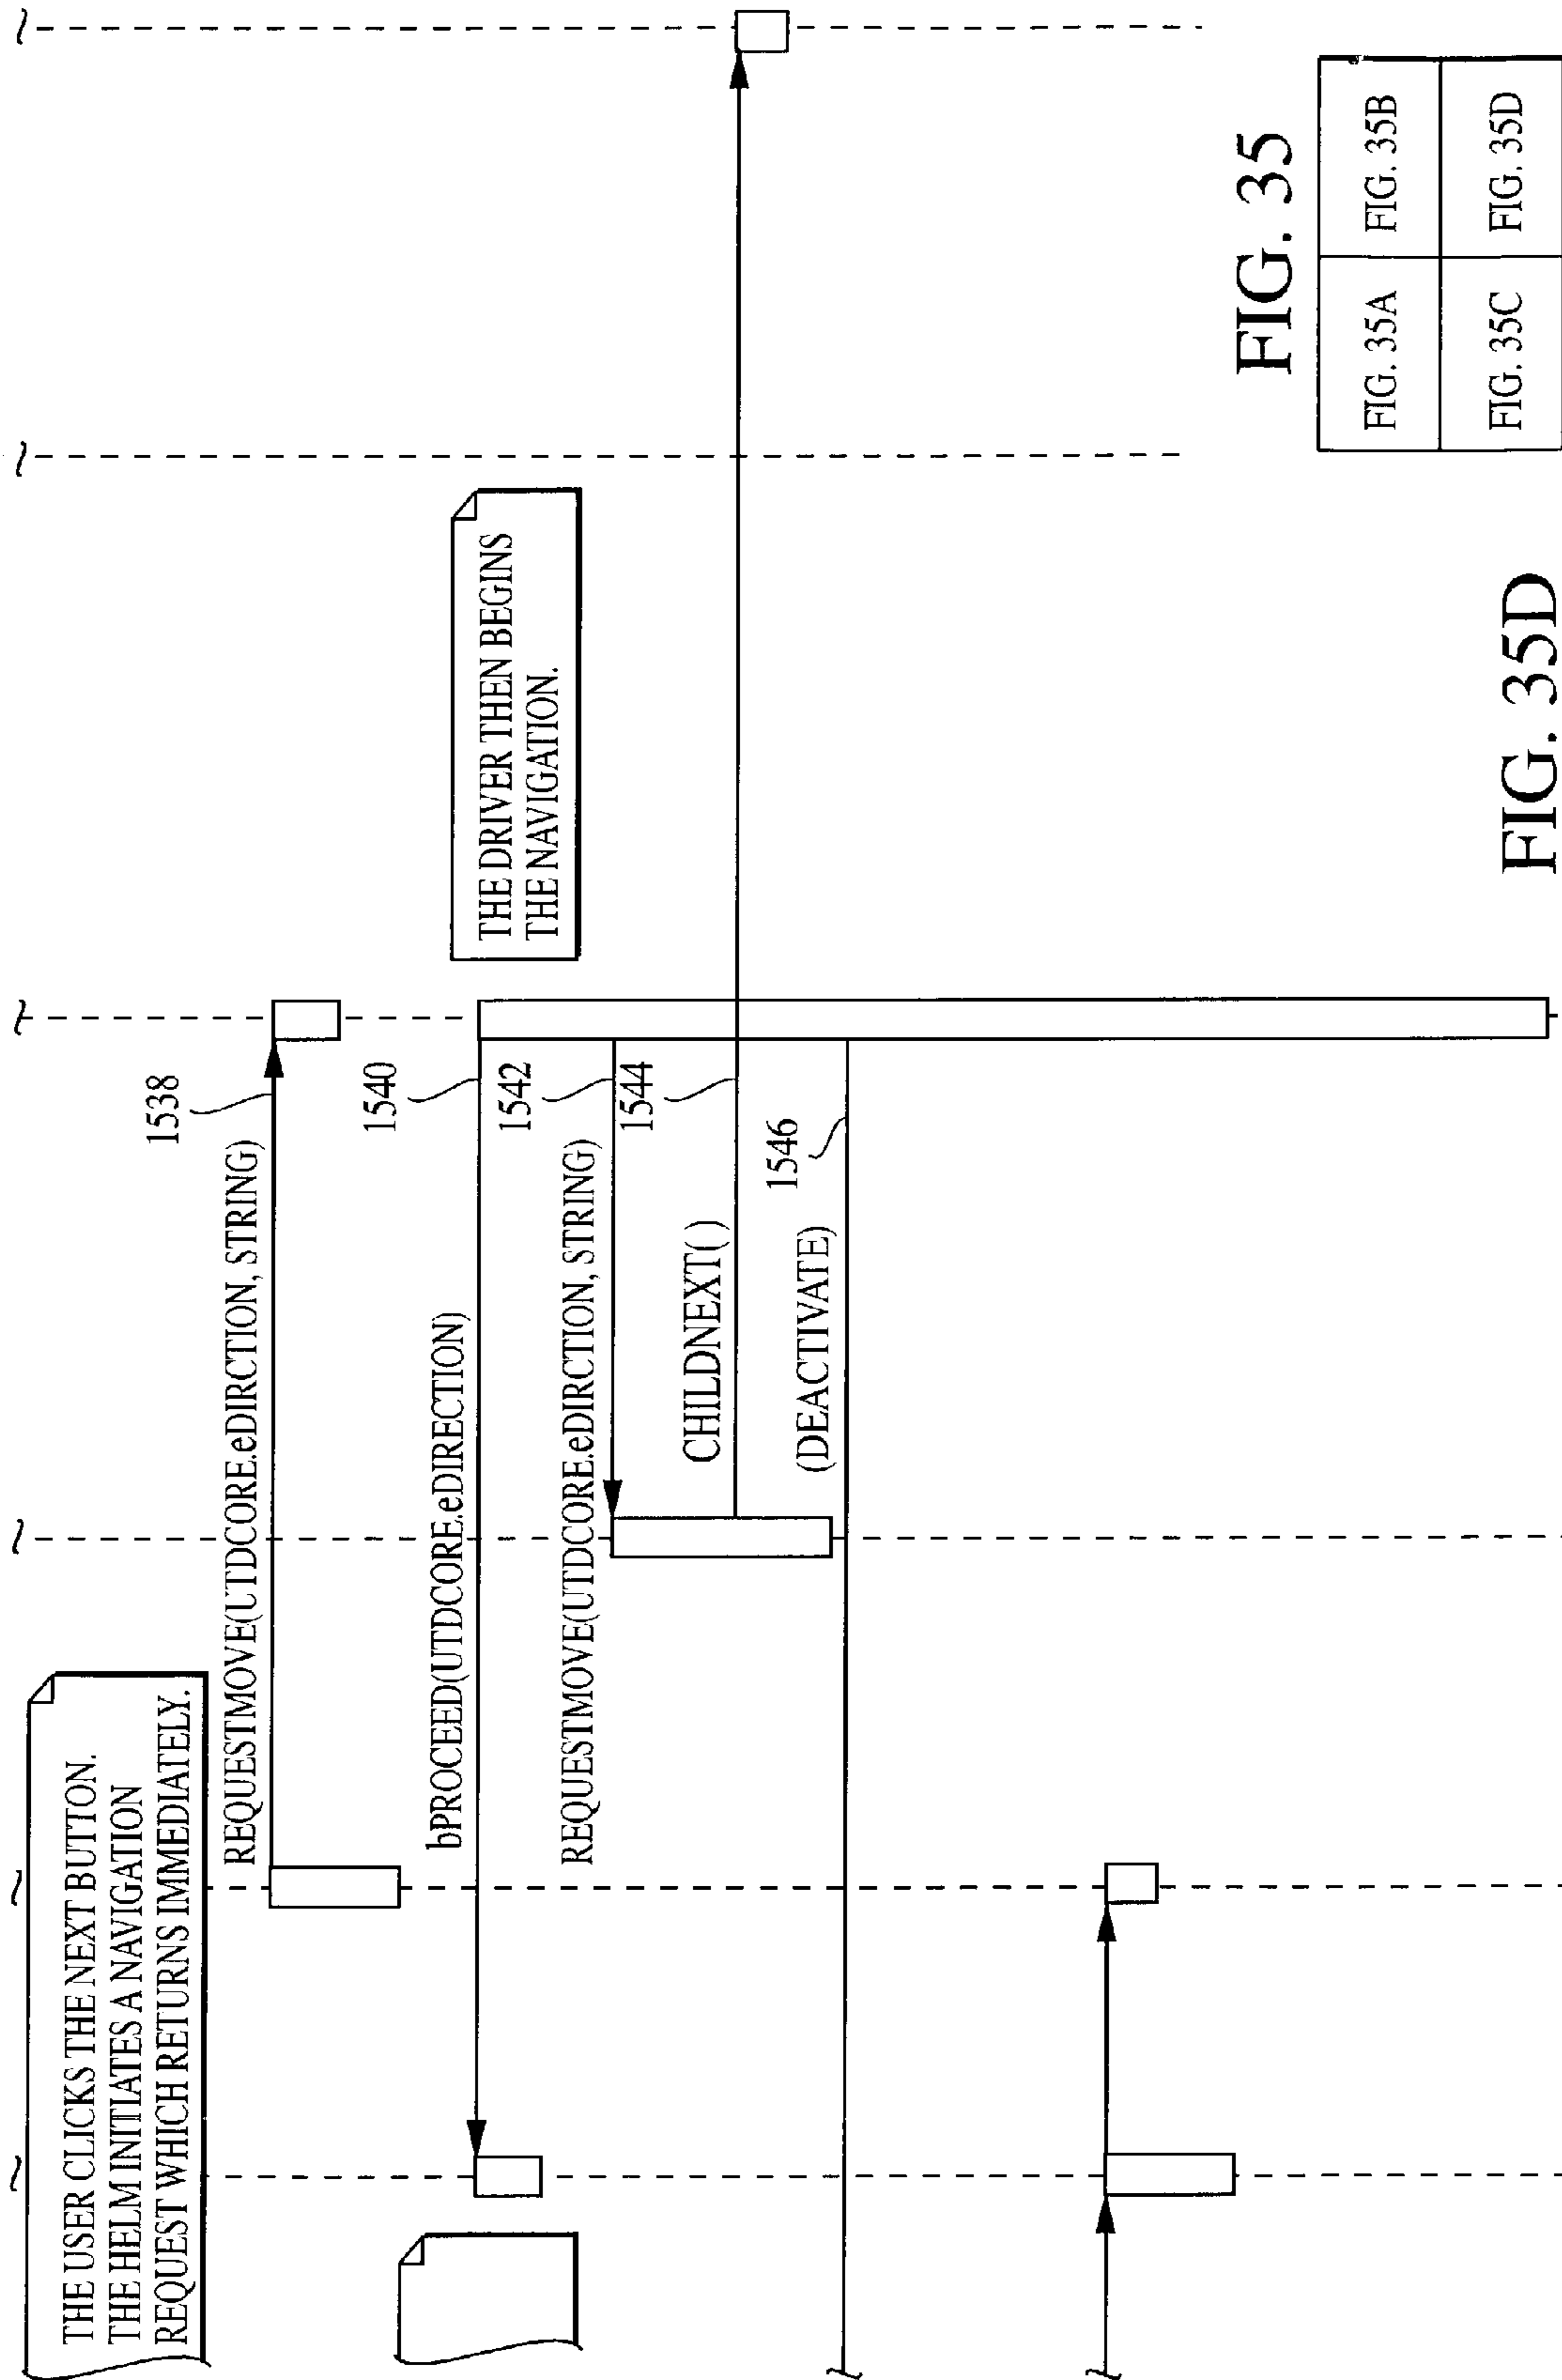 THE USER CLICKS THE NEXT BUTTON.
THE HELM INITIATES A NAVIGATION
REQUEST WHICH RETURNS IMMEDIATELY.
REQUESTMOVE(UTDCORE.eDIRCTION, STRING)
1538
bPROCEED(UTDCORE.eDIRECTION)
1540
THE DRIVER THEN BEGINS
THE NAVIGATION.
REQUESTMOVE(UTDCORE.eDIRCTION, STRING)
1542
CHILDNEXT( )
1544
(DEACTIVATE)
1546
FIG. 35D
FIG. 35
FIG. 35A
FIG. 35B
FIG. 35C
FIG. 35D